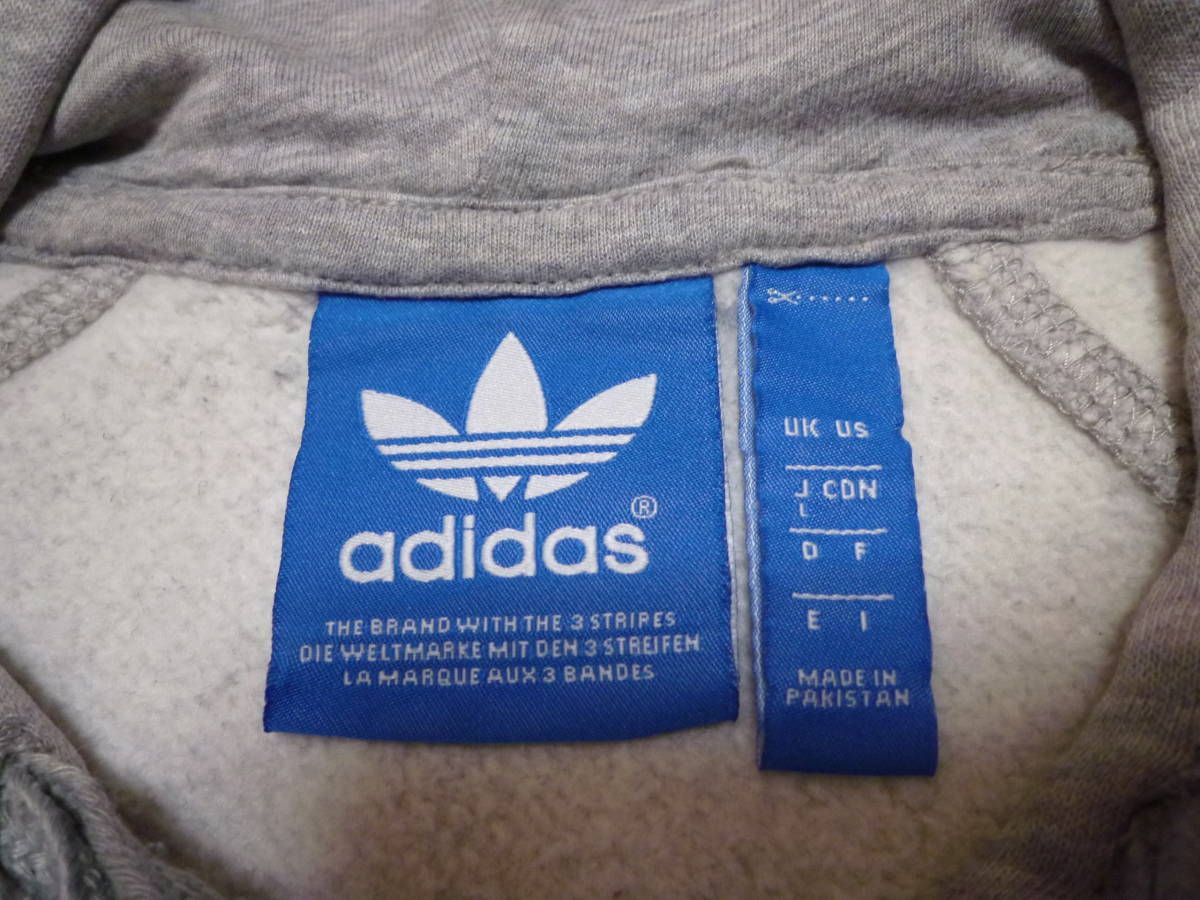 adidas®
THE BRAND WITH THE 3 STRIPES
DIE WELTMARKE MIT DEN 3 STREIFEN
LA MARQUE AUX 3 BANDES
UK US
J CDN
L
D F
E I
MADE IN
PAKISTAN